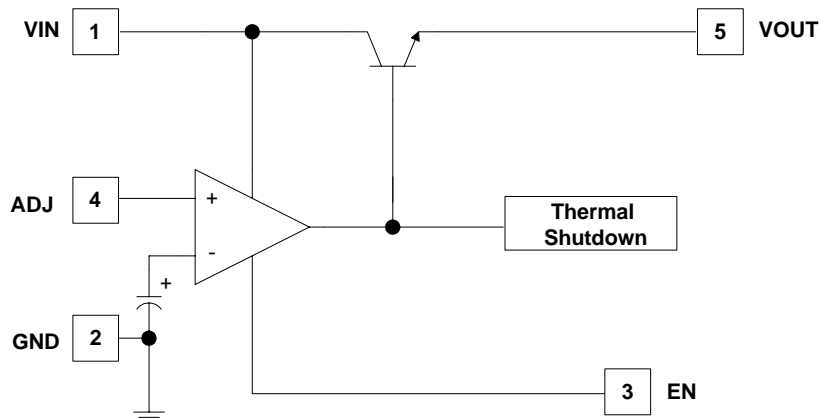 VIN 1
5 VOUT
ADJ 4
+
-
+
Thermal
Shutdown
GND 2
3 EN